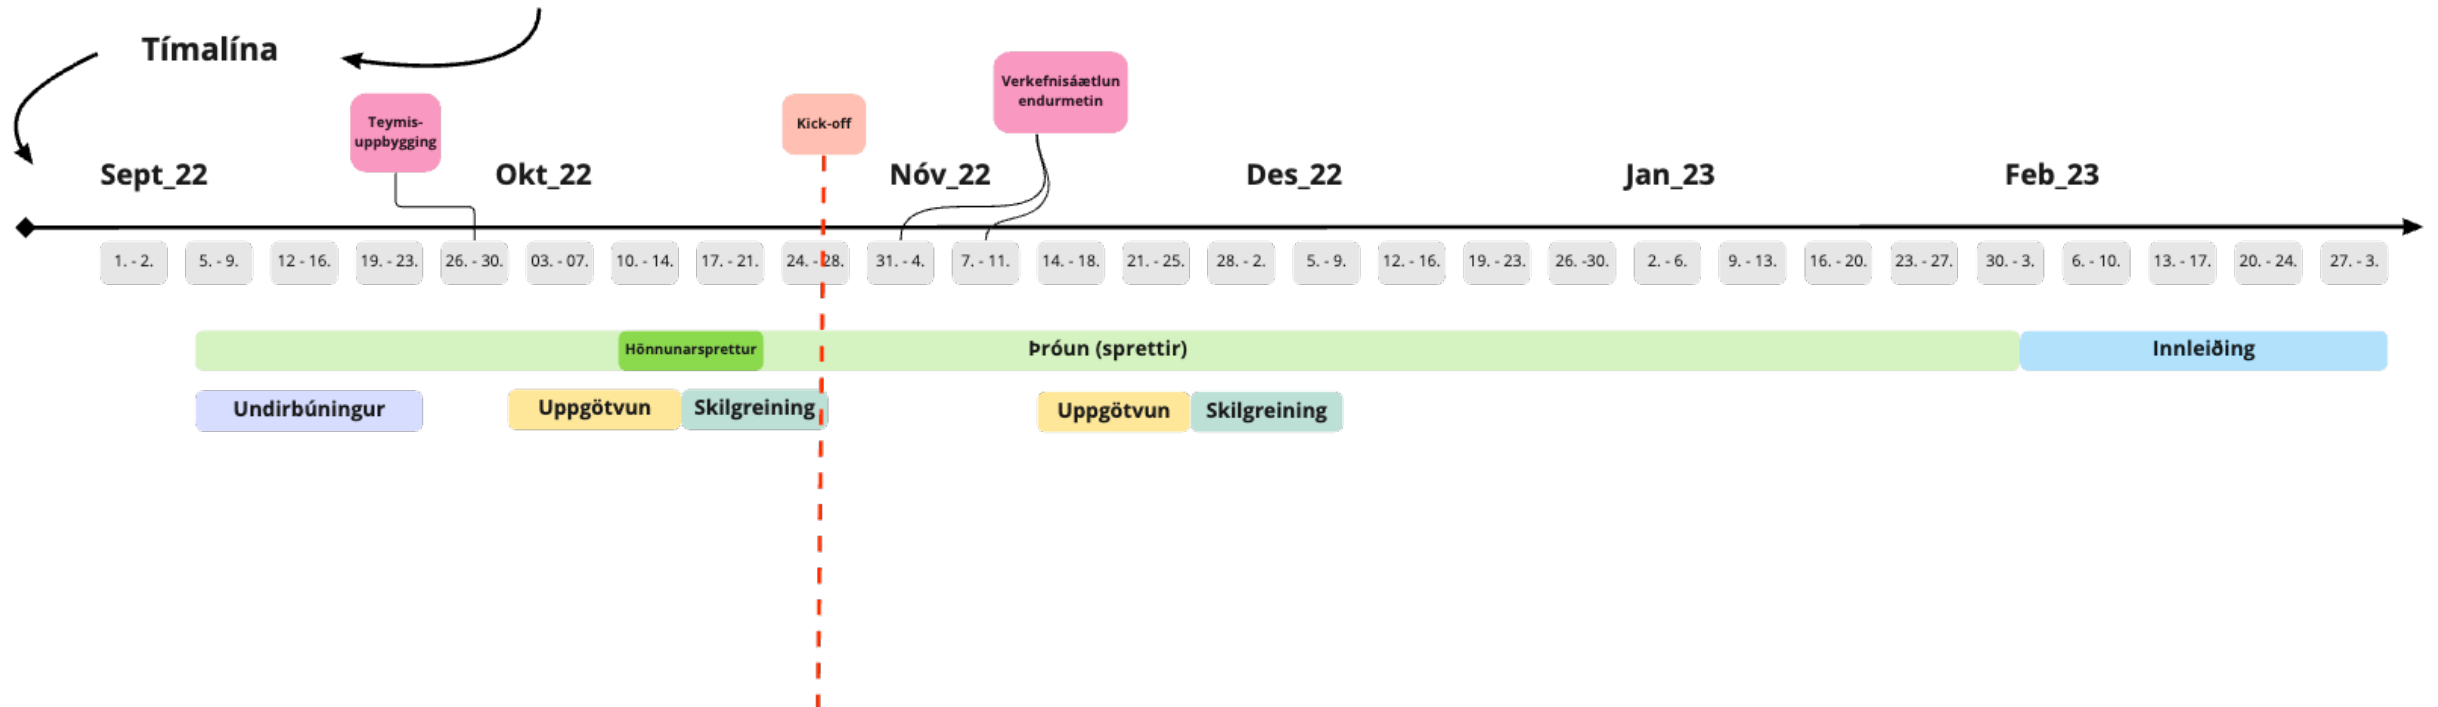 Tímalína
Teymis-
uppbygging
Kick-off
Verkefnisáætlun
endurmetin
Sept_22
Okt_22
Nóv_22
Des_22
Jan_23
Feb_23
1. - 2.
5. - 9.
12 - 16.
19. - 23.
26. - 30.
03. - 07.
10. - 14.
17. - 21.
24. - 28.
31. - 4.
7. - 11.
14. - 18.
21. - 25.
28. - 2.
5. - 9.
12. - 16.
19. - 23.
26. -30.
2. - 6.
9. - 13.
16. - 20.
23. - 27.
30. - 3.
6. - 10.
13. - 17.
20. - 24.
27. - 3.
Hönnunarsprettur
Þróun (sprettir)
Innleiðing
Undirbúningur
Uppgötvun
Skilgreining
Uppgötvun
Skilgreining